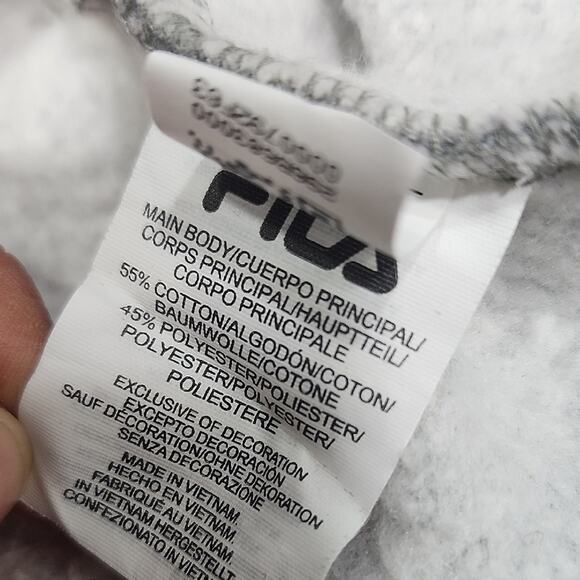 FILA
MAIN BODY/CUERPO PRINCIPAL/
CORPS PRINCIPAL/HAUPTTEIL/
CORPO PRINCIPALE
55% COTTON/ALGODÓN/COTON/
BAUMWOLLE/COTONE
45% POLYESTER/POLIESTER/
POLYESTER/POLYESTER/
POLIESTERE
EXCLUSIVE OF DECORATION
EXCEPTO DECORACIÓN
SAUF DÉCORATION/OHNE DEKORATION
SENZA DECORAZIONE
MADE IN VIETNAM.
HECHO EN VIETNAM.
FABRIQUÉ AU VIETNAM.
IN VIETNAM HERGESTELLT
CONFEZIONATO IN VIETN